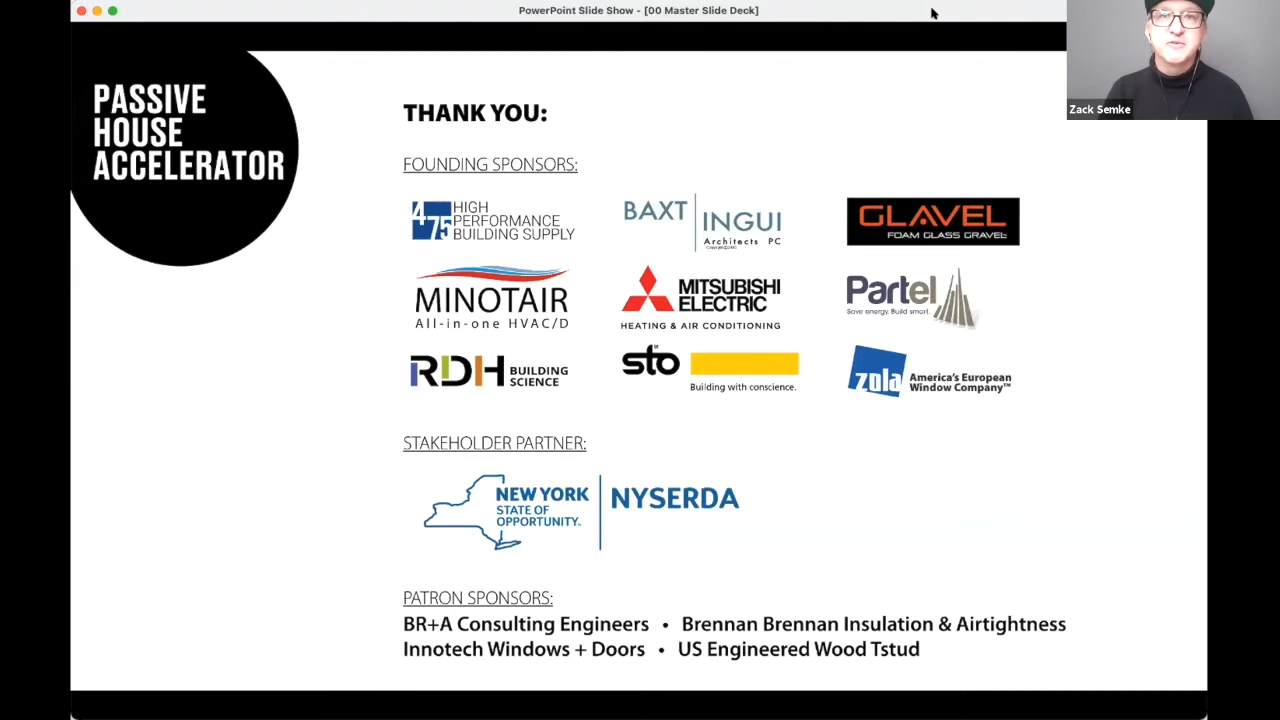 PowerPoint Slide Show - [00 Master Slide Deck]
Zack Semke
PASSIVE
HOUSE
ACCELERATOR
THANK YOU:
FOUNDING SPONSORS:
475 HIGH
PERFORMANCE
BUILDING SUPPLY
BAXT INGUI
Architects PC
GLAVEL
FOAM GLASS GRAVEL
MINOTAIR
All-in-one HVAC/D
MITSUBISHI
ELECTRIC
HEATING & AIR CONDITIONING
Partel
Save energy. Build smart.
RDH BUILDING
SCIENCE
sto
Building with conscience.
zola America's European
Window Company™
STAKEHOLDER PARTNER:
NEW YORK
STATE OF
OPPORTUNITY.
NYSERDA
PATRON SPONSORS:
BR+A Consulting Engineers • Brennan Brennan Insulation & Airtightness
Innotech Windows + Doors • US Engineered Wood Tstud